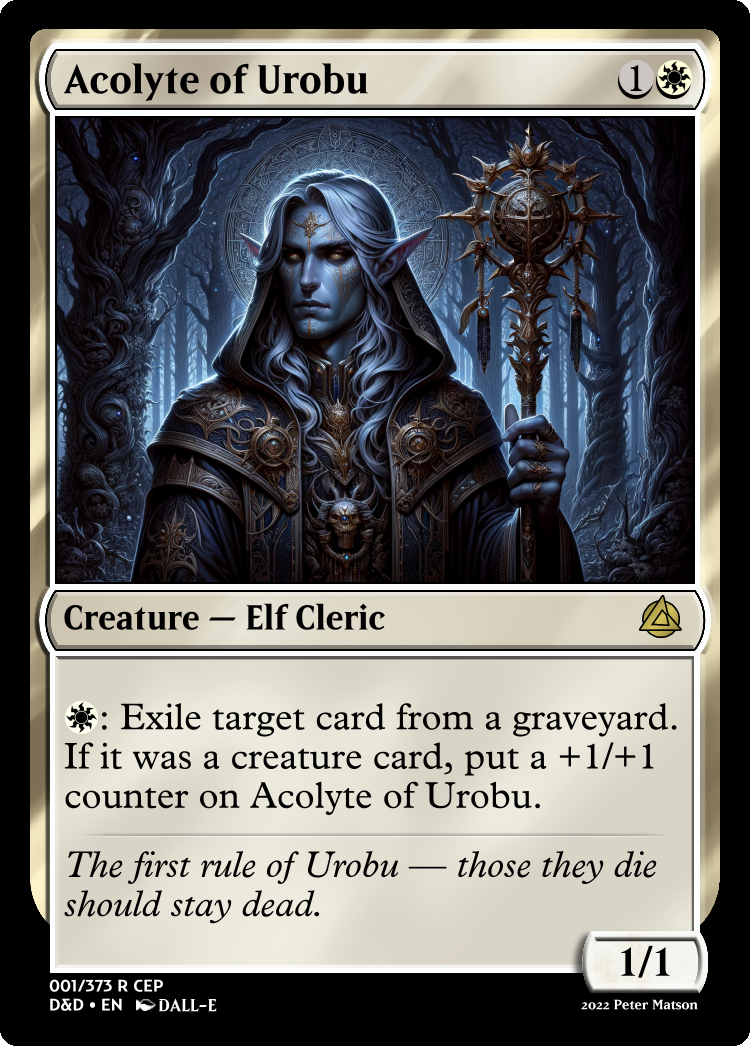 Acolyte of Urobu 1
Creature — Elf Cleric
: Exile target card from a graveyard.
If it was a creature card, put a +1/+1
counter on Acolyte of Urobu.
The first rule of Urobu — those they die
should stay dead.
1/1
001/373 R CEP
D&D • EN DALL-E
2022 Peter Matson